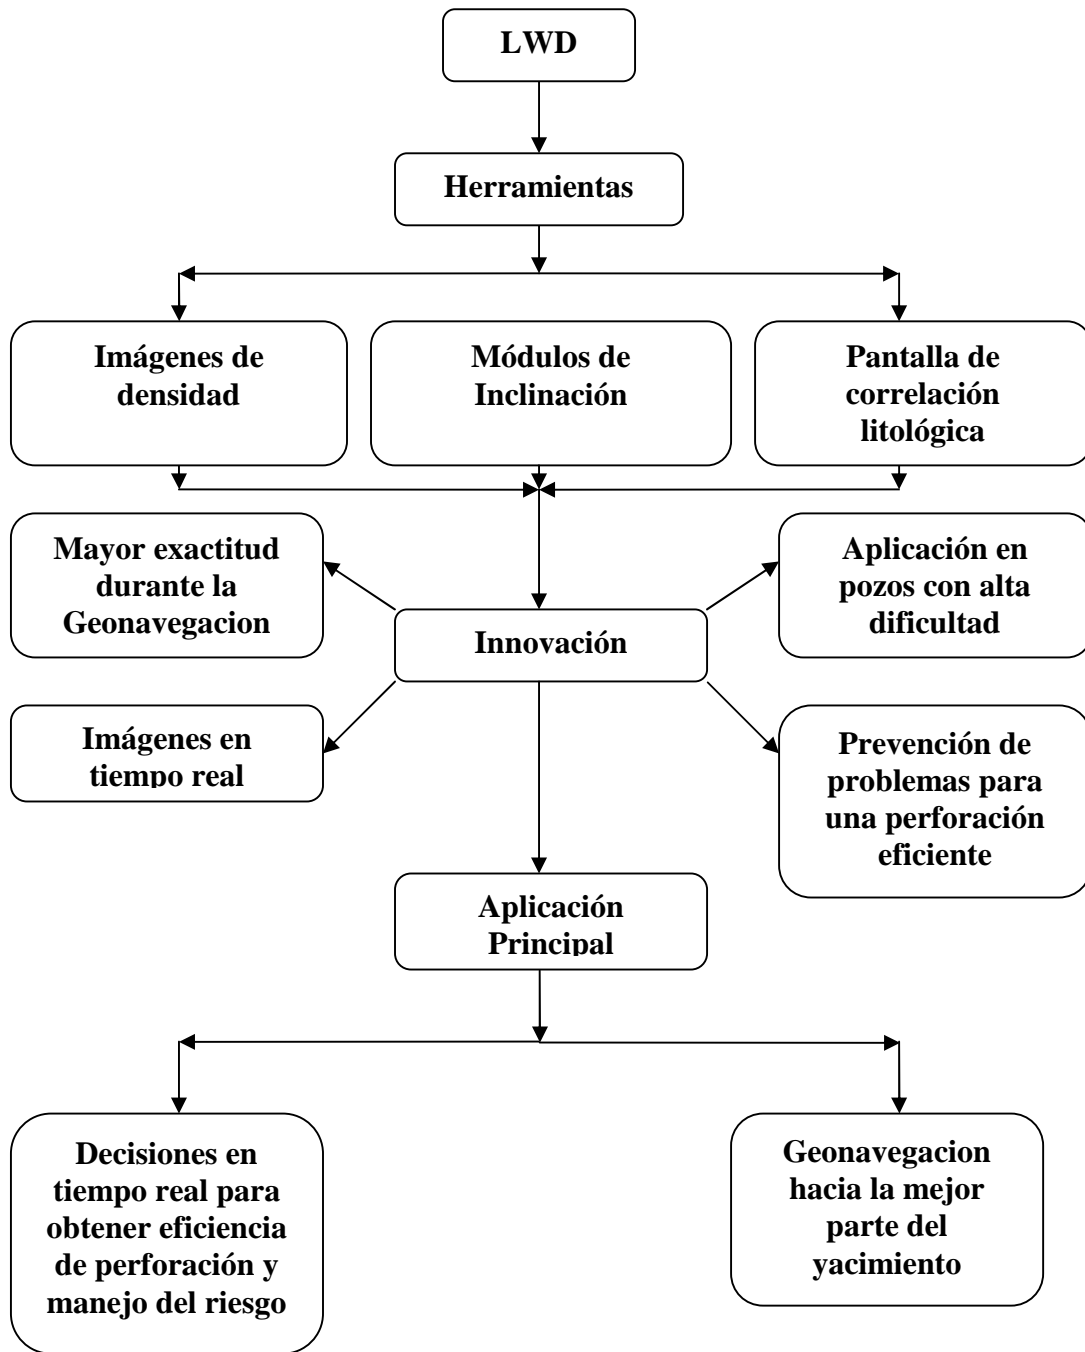 LWD
Herramientas
Imágenes de
densidad
Módulos de
Inclinación
Pantalla de
correlación
litológica
Mayor exactitud
durante la
Geonavegacion
Aplicación en
pozos con alta
dificultad
Innovación
Imágenes en
tiempo real
Prevención de
problemas para
una perforación
eficiente
Aplicación
Principal
Decisiones en
tiempo real para
obtener eficiencia
de perforación y
manejo del riesgo
Geonavegacion
hacia la mejor
parte del
yacimiento